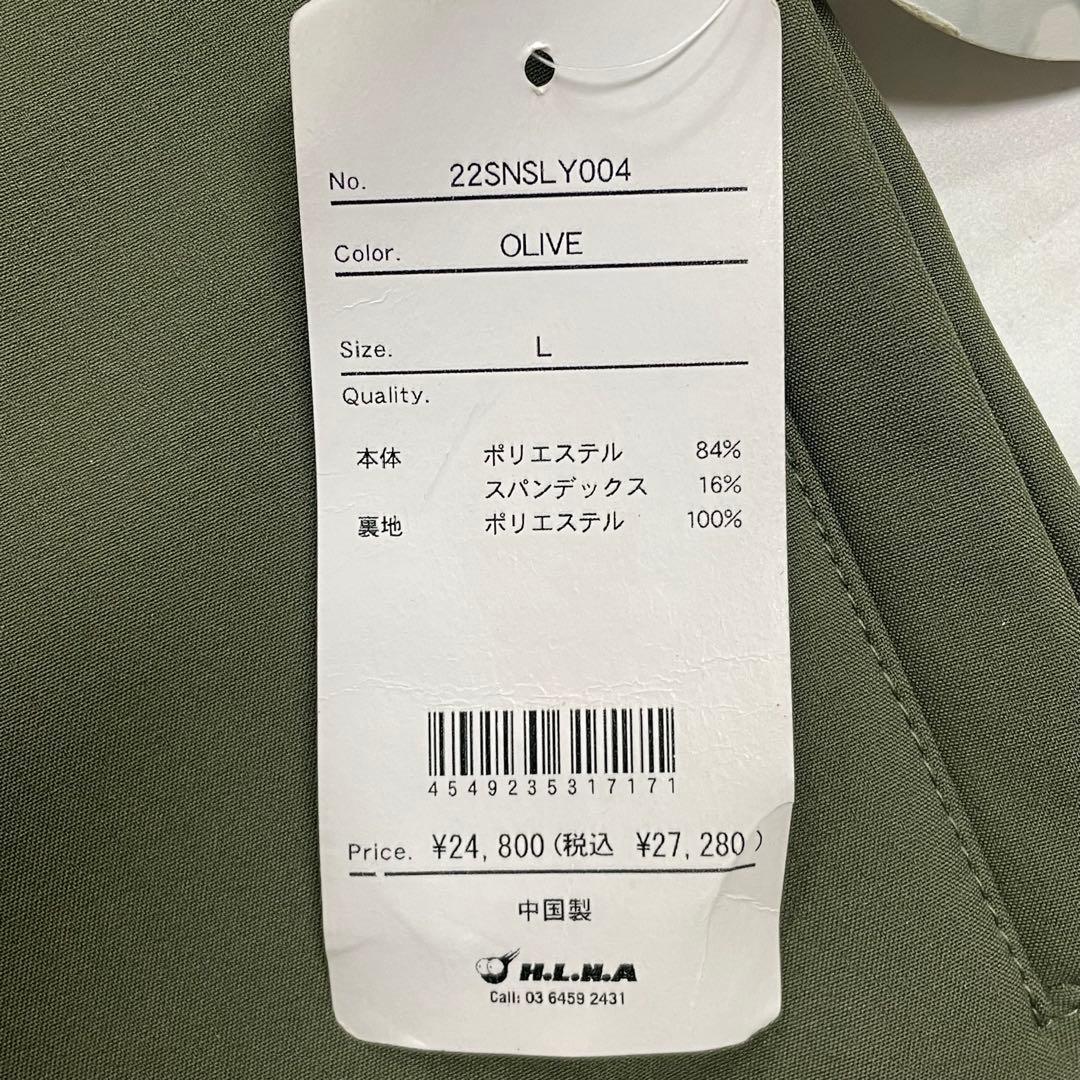 No. 22SNSLY004
Color. OLIVE
Size. L
Quality.
本体 ポリエステル 84%
スパンデックス 16%
裏地 ポリエステル 100%
4549235317171
Price. ¥24,800(税込 ¥27,280)
中国製
H.L.N.A
Call: 03 6459 2431